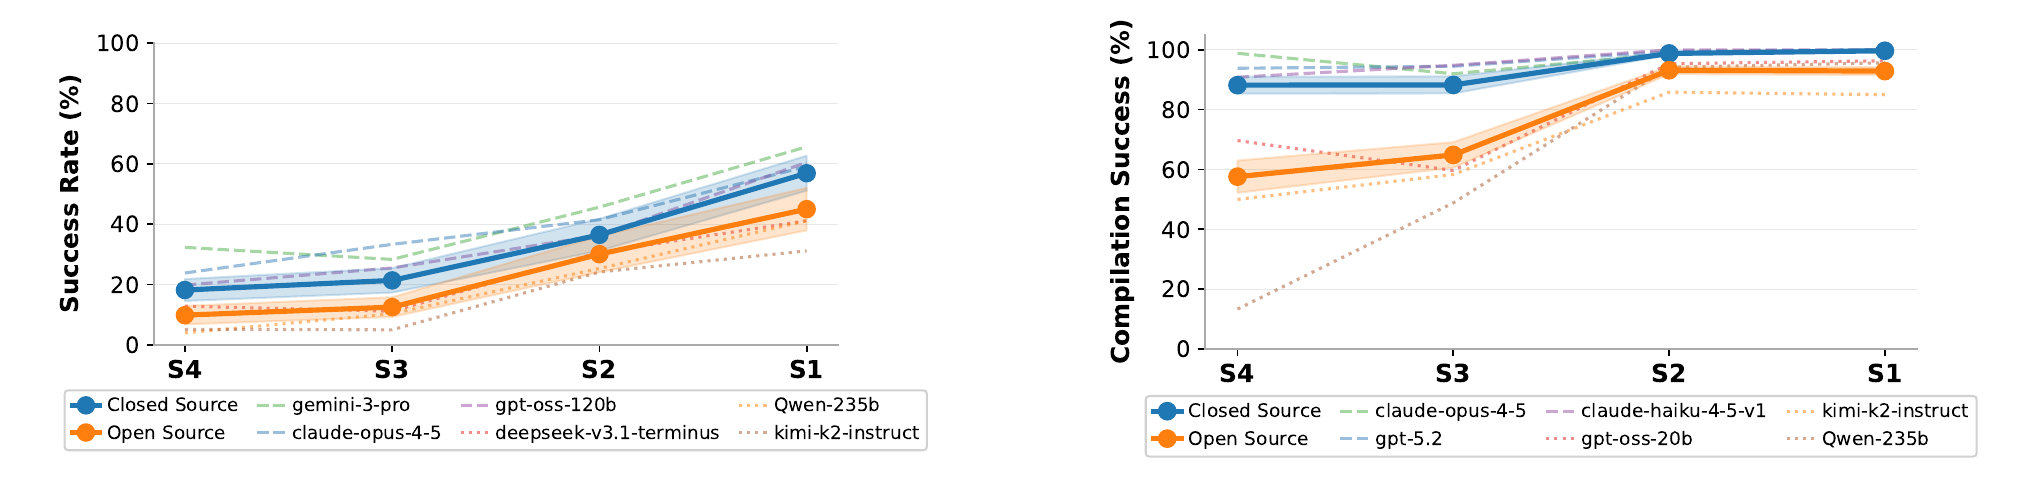 Success Rate (%)
100
80
60
40
20
0
S4 S3 S2 S1
Closed Source gemini-3-pro gpt-oss-120b Qwen-235b
Open Source claude-opus-4-5 deepseek-v3.1-terminus kimi-k2-instruct
Compilation Success (%)
100
80
60
40
20
0
S4 S3 S2 S1
Closed Source claude-opus-4-5 claude-haiku-4-5-v1 kimi-k2-instruct
Open Source gpt-5.2 gpt-oss-20b Qwen-235b